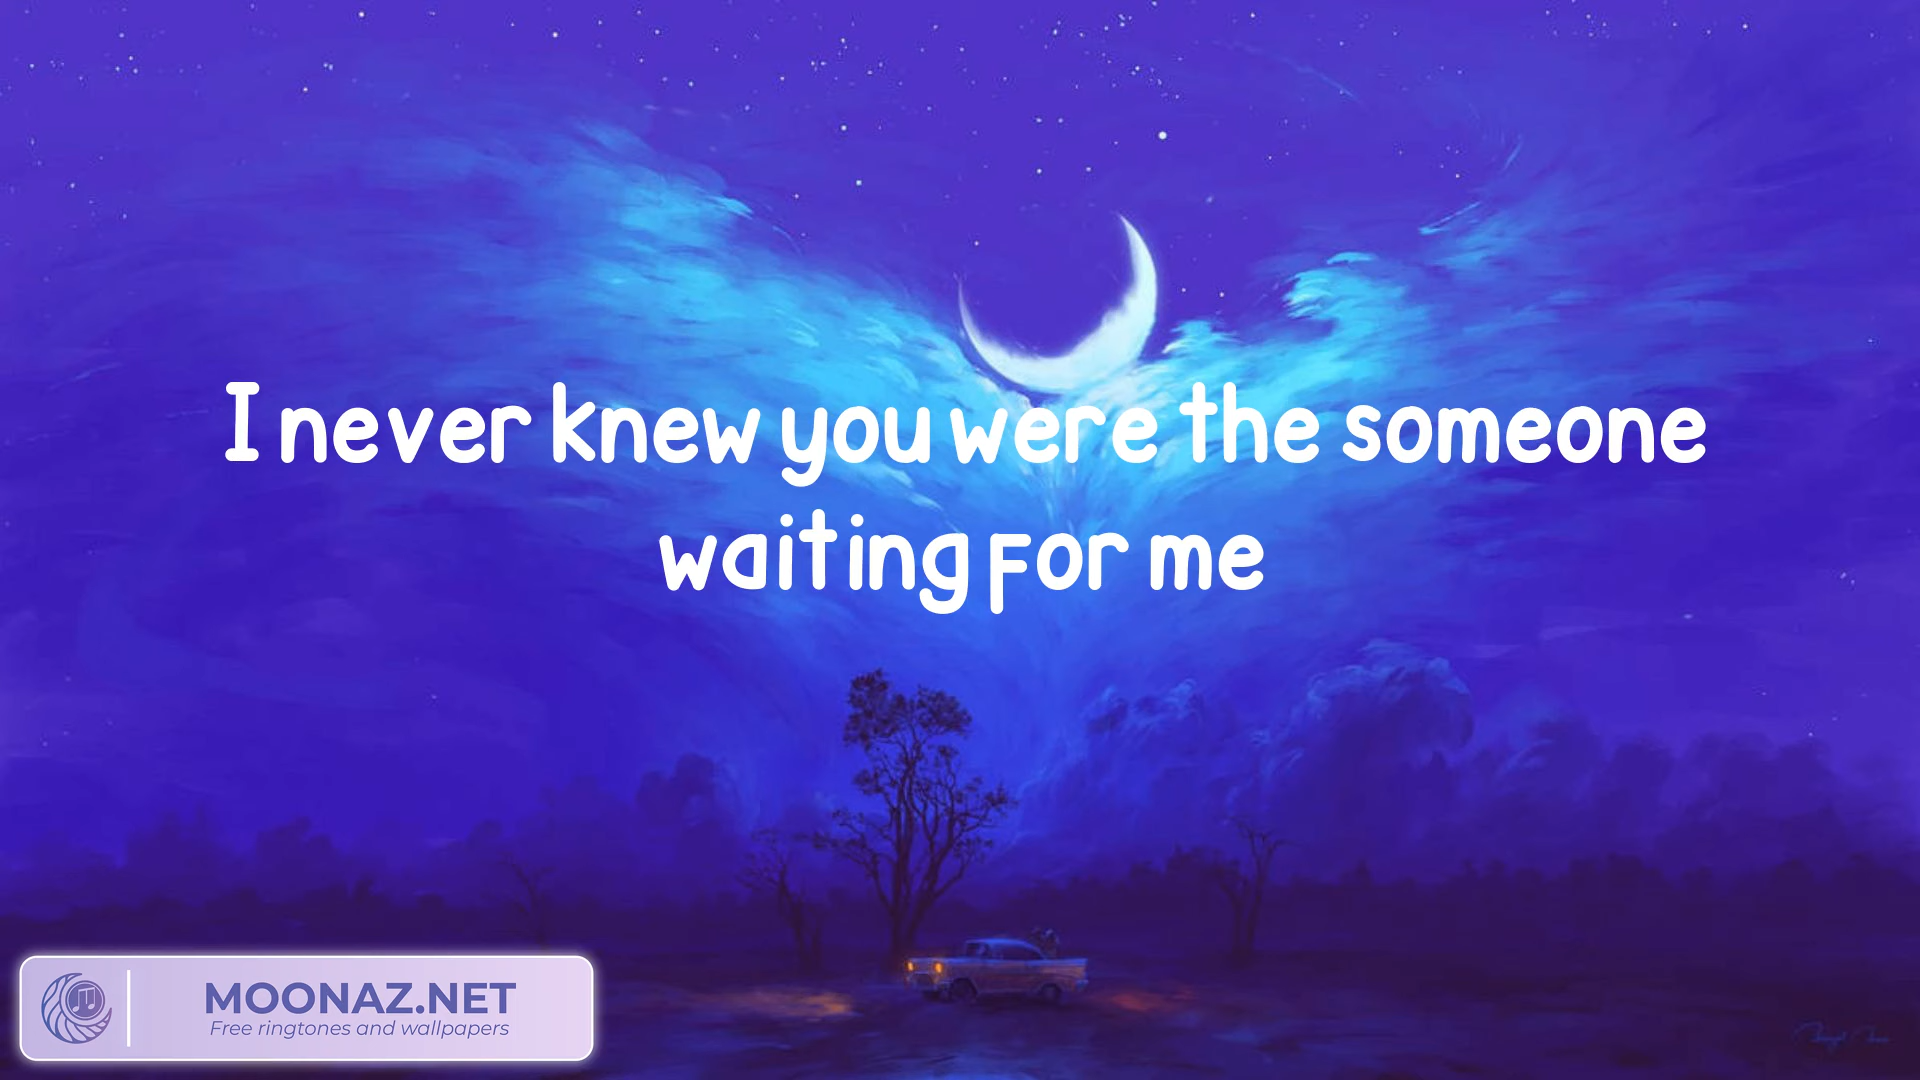 I never knew you were the someone
waiting for me
MOONAZ.NET
Free ringtones and wallpapers